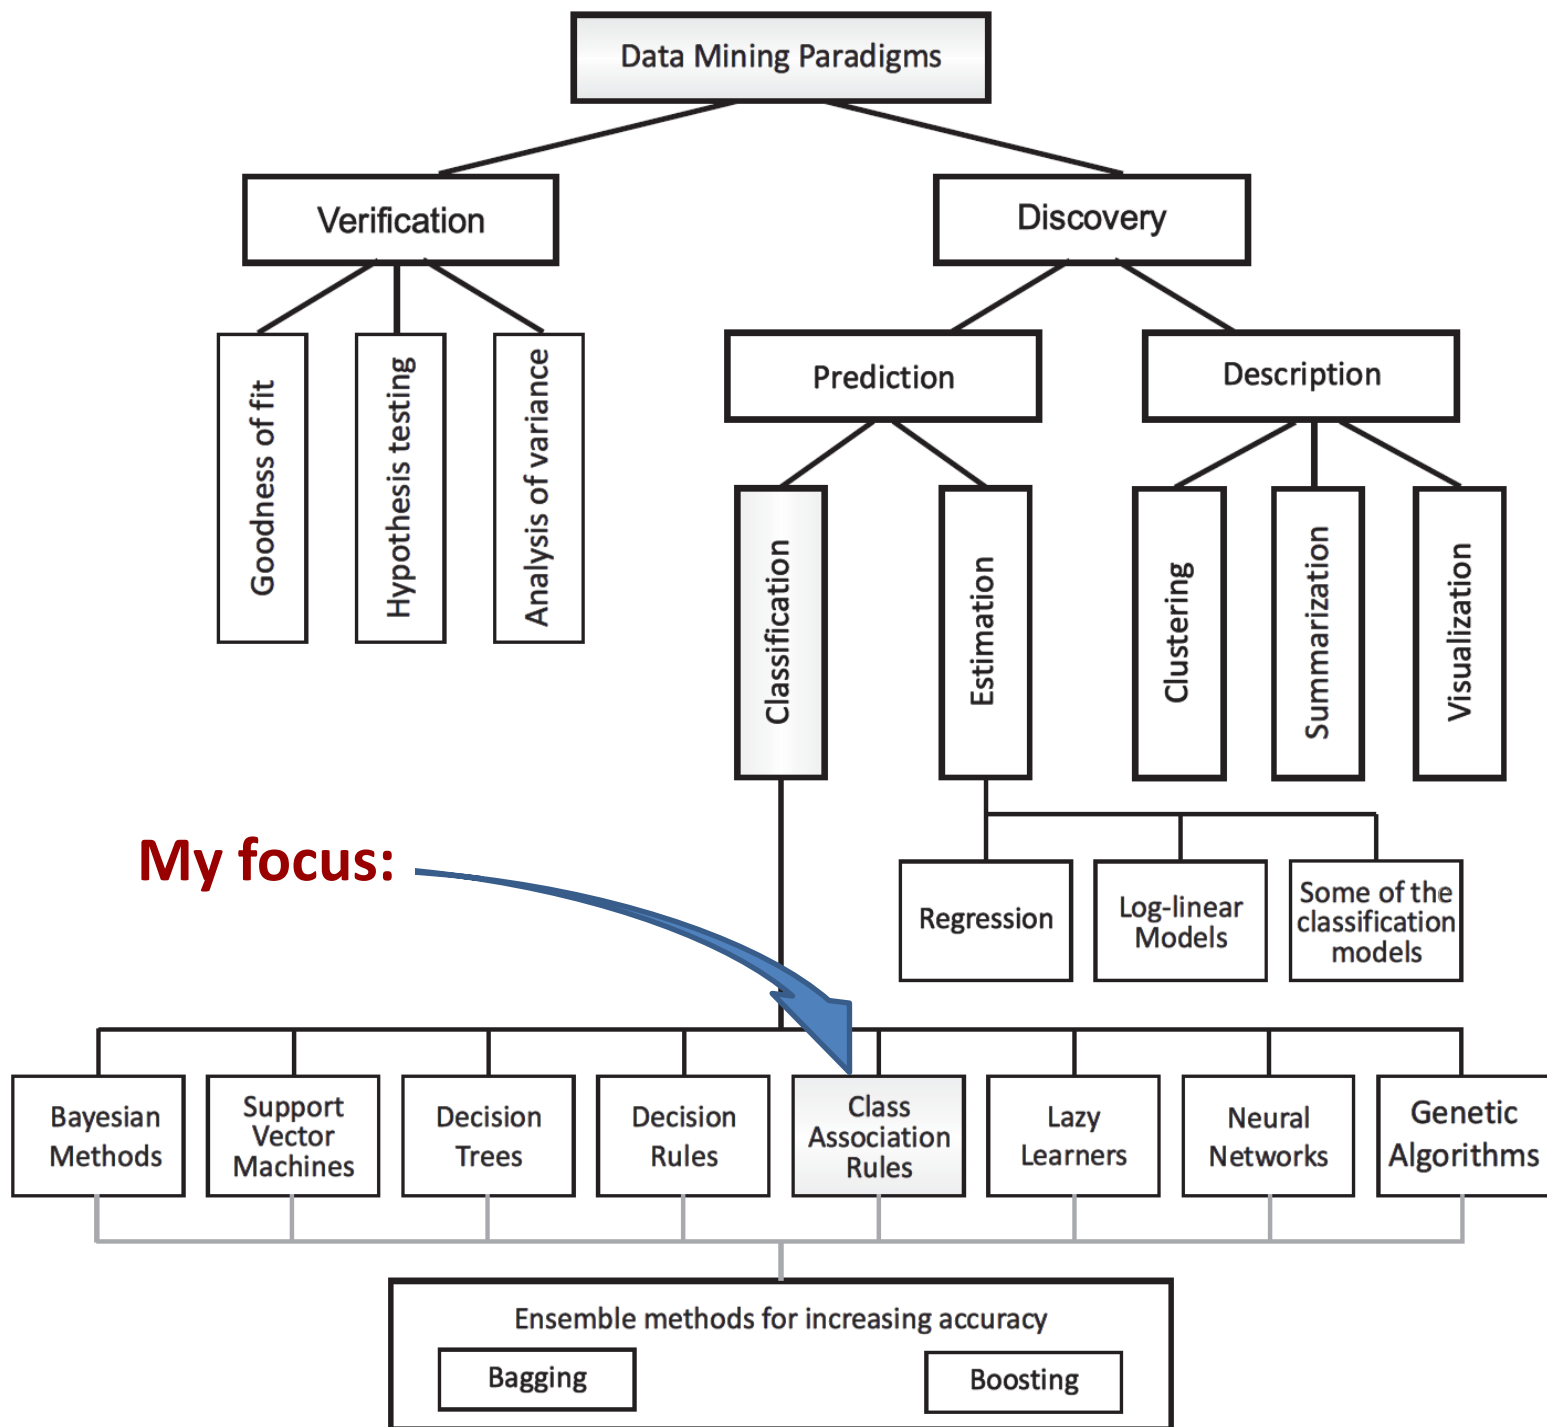 Data Mining Paradigms
Verification
Discovery
Goodness of fit
Hypothesis testing
Analysis of variance
Prediction
Description
Classification
Estimation
Clustering
Summarization
Visualization
My focus:
Regression
Log-linear
Models
Some of the
classification
models
Bayesian
Methods
Support
Vector
Machines
Decision
Trees
Decision
Rules
Class
Association
Rules
Lazy
Learners
Neural
Networks
Genetic
Algorithms
Ensemble methods for increasing accuracy
Bagging
Boosting